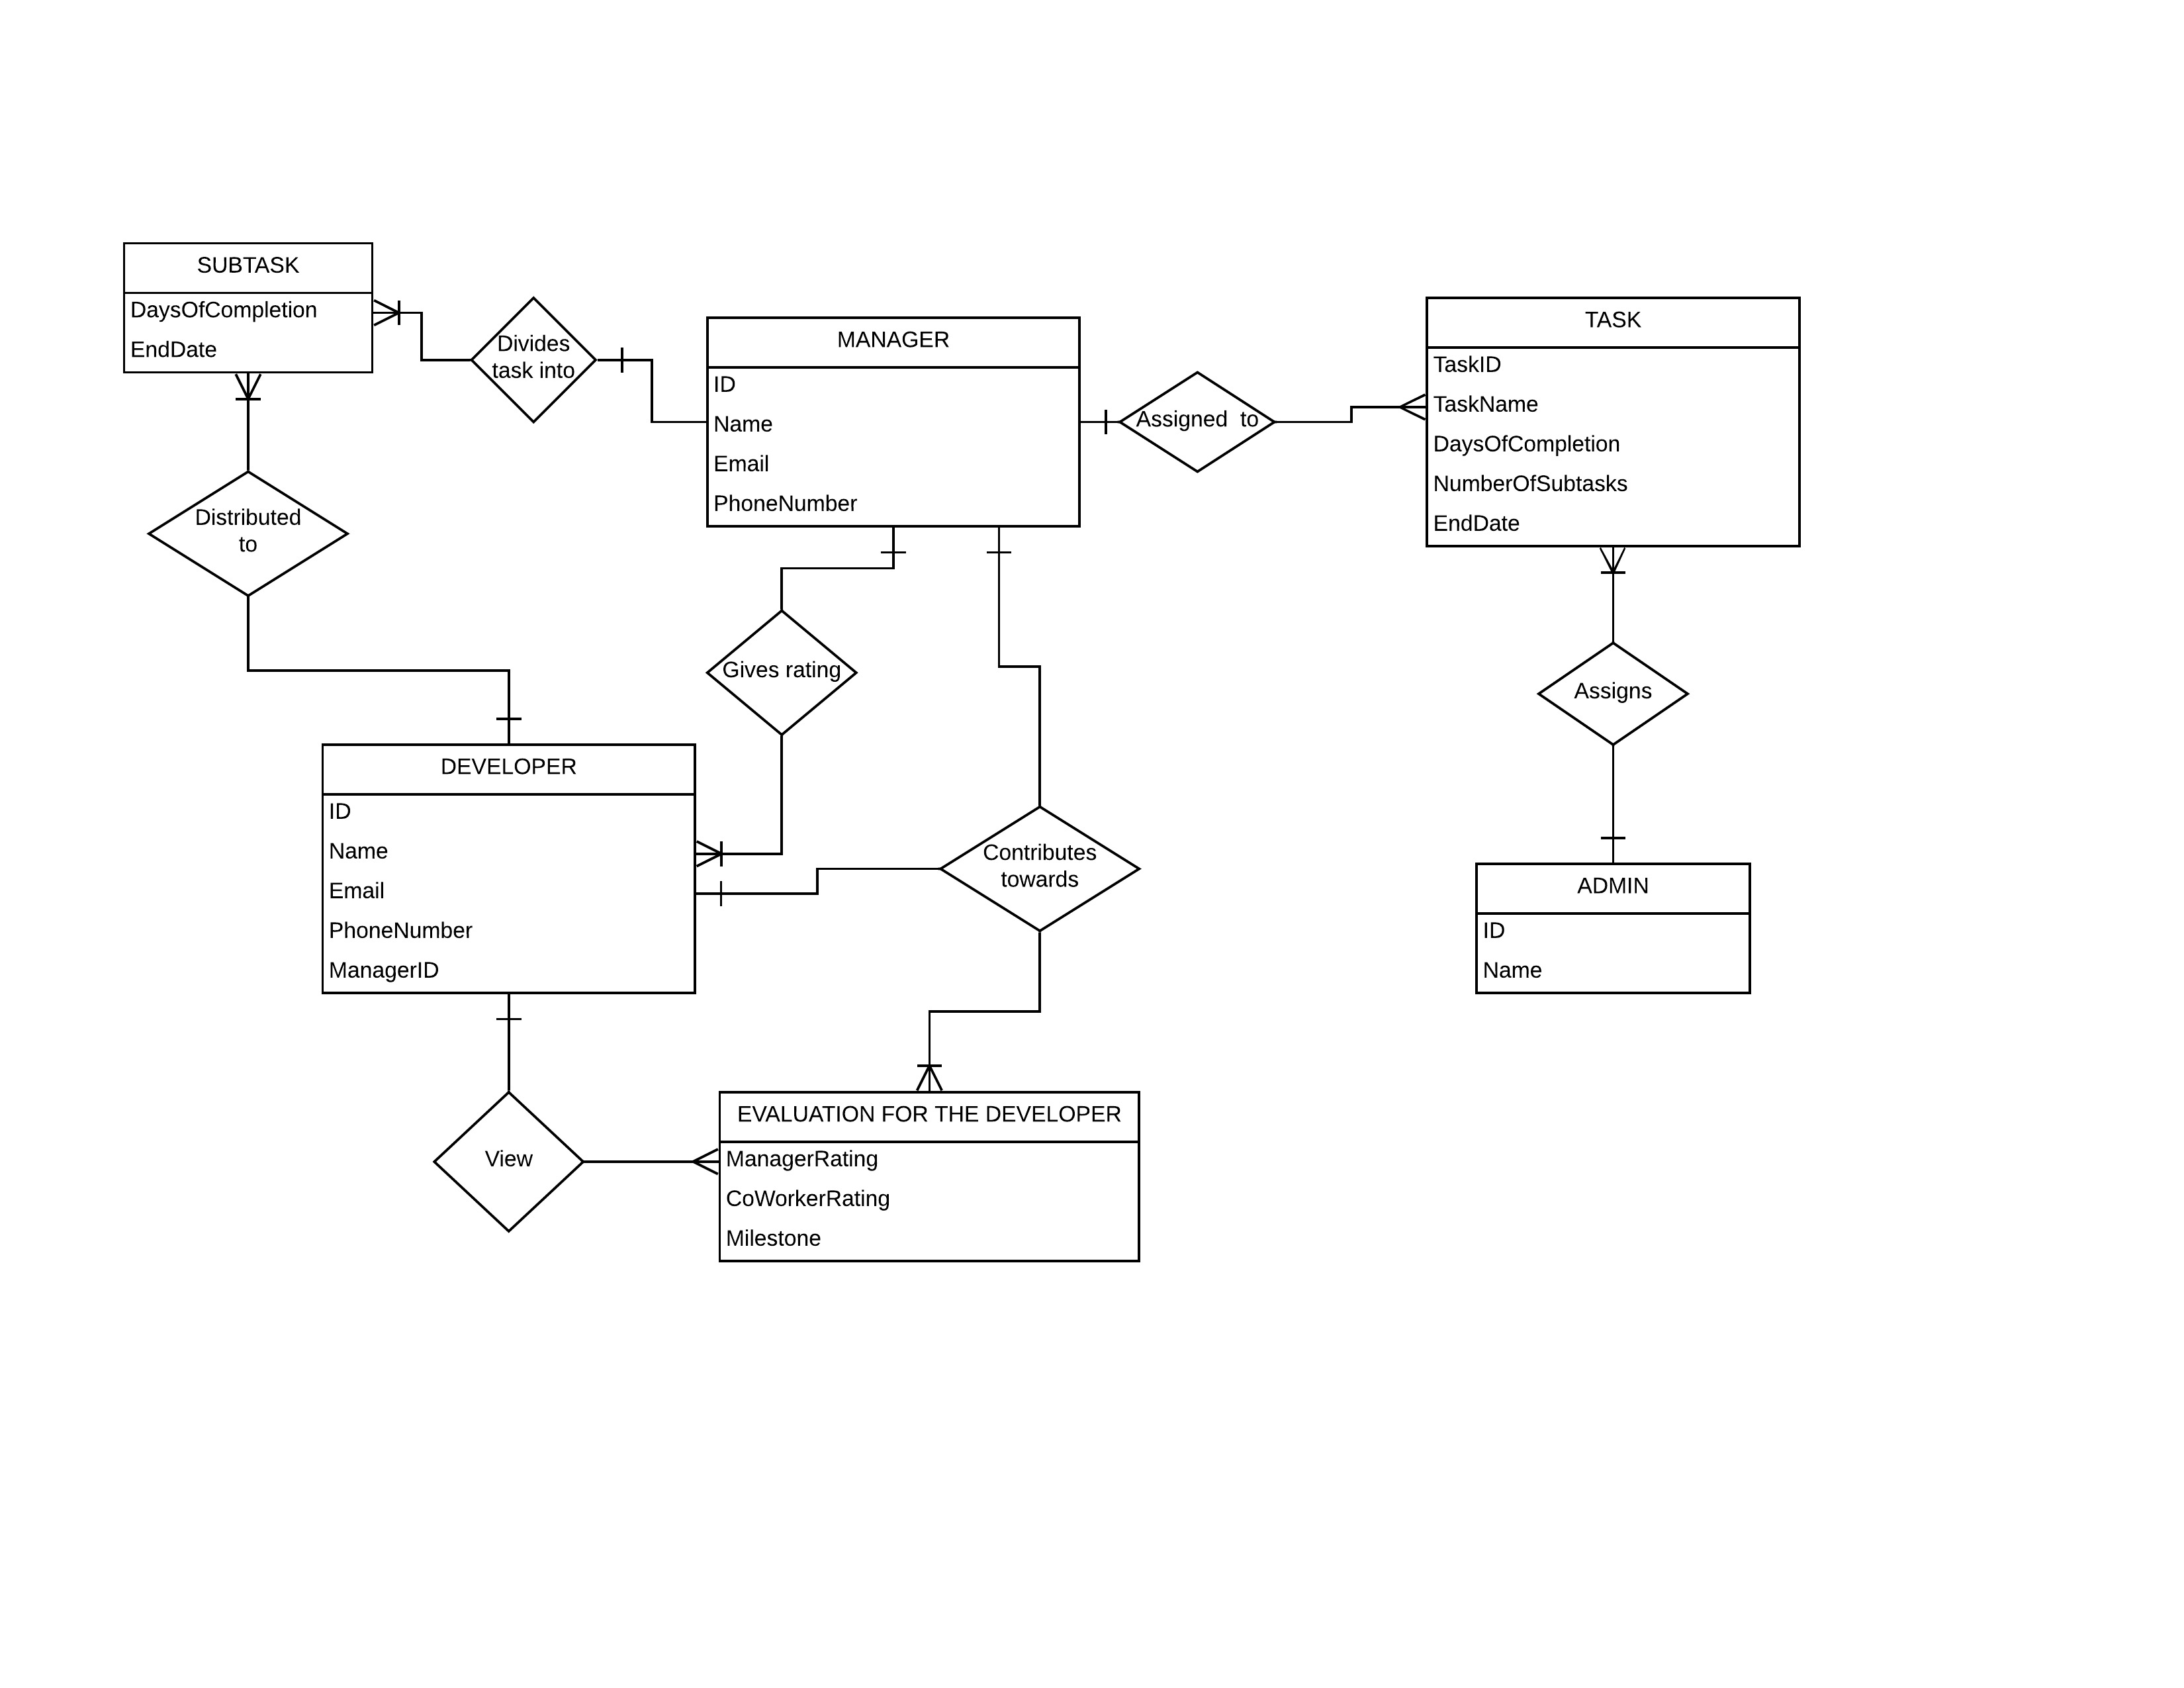 SUBTASK
DaysOfCompletion
EndDate
Divides
task into
MANAGER
ID
Name
Email
PhoneNumber
Assigned  to
TASK
TaskID
TaskName
DaysOfCompletion
NumberOfSubtasks
EndDate
Distributed
to
Gives rating
Assigns
DEVELOPER
ID
Name
Email
PhoneNumber
ManagerID
Contributes
towards
ADMIN
ID
Name
View
EVALUATION FOR THE DEVELOPER
ManagerRating
CoWorkerRating
Milestone